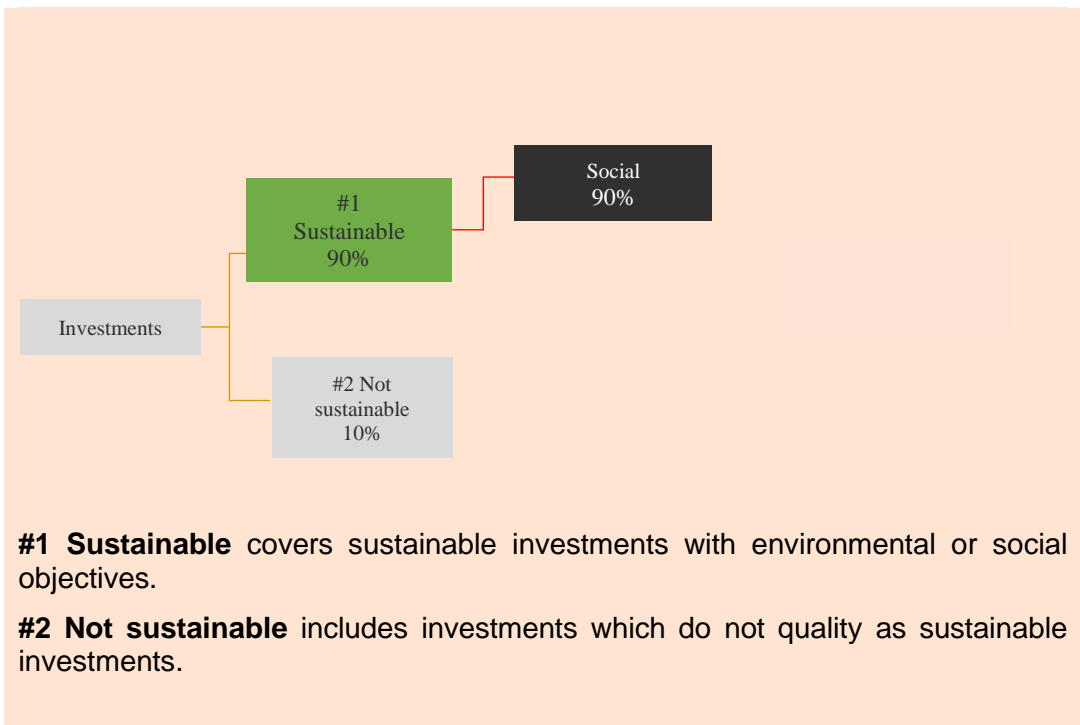 Social
90%
#1
Sustainable
90%
Investments
#2 Not
sustainable
10%
#1 Sustainable covers sustainable investments with environmental or social
objectives.
#2 Not sustainable includes investments which do not quality as sustainable
investments.